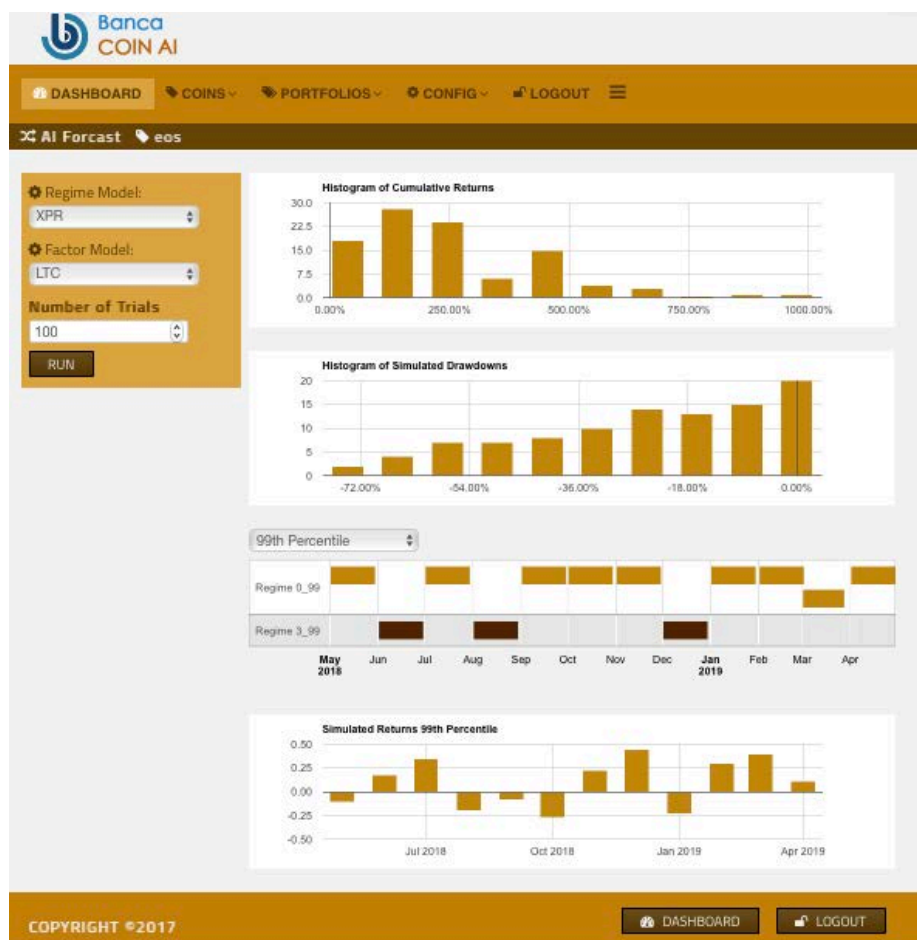 Banca
COIN AI
DASHBOARD COINS PORTFOLIOS CONFIG LOGOUT
AI Forcast eos
Regime Model:
XPR
Factor Model:
LTC
Number of Trials
100
RUN
Histogram of Cumulative Returns
30.0
22.5
15.0
7.5
0.0
0.00% 250.00% 500.00% 750.00% 1000.00%
Histogram of Simulated Drawdowns
20
15
10
5
0
-72.00% -54.00% -36.00% -18.00% 0.00%
99th Percentile
Regime 0_99
Regime 3_99
May Jun Jul Aug Sep Oct Nov Dec Jan Feb Mar Apr
2018 2019
Simulated Returns 99th Percentile
0.50
0.25
0.00
-0.25
-0.50
Jul 2018 Oct 2018 Jan 2019 Apr 2019
COPYRIGHT ©2017 DASHBOARD LOGOUT